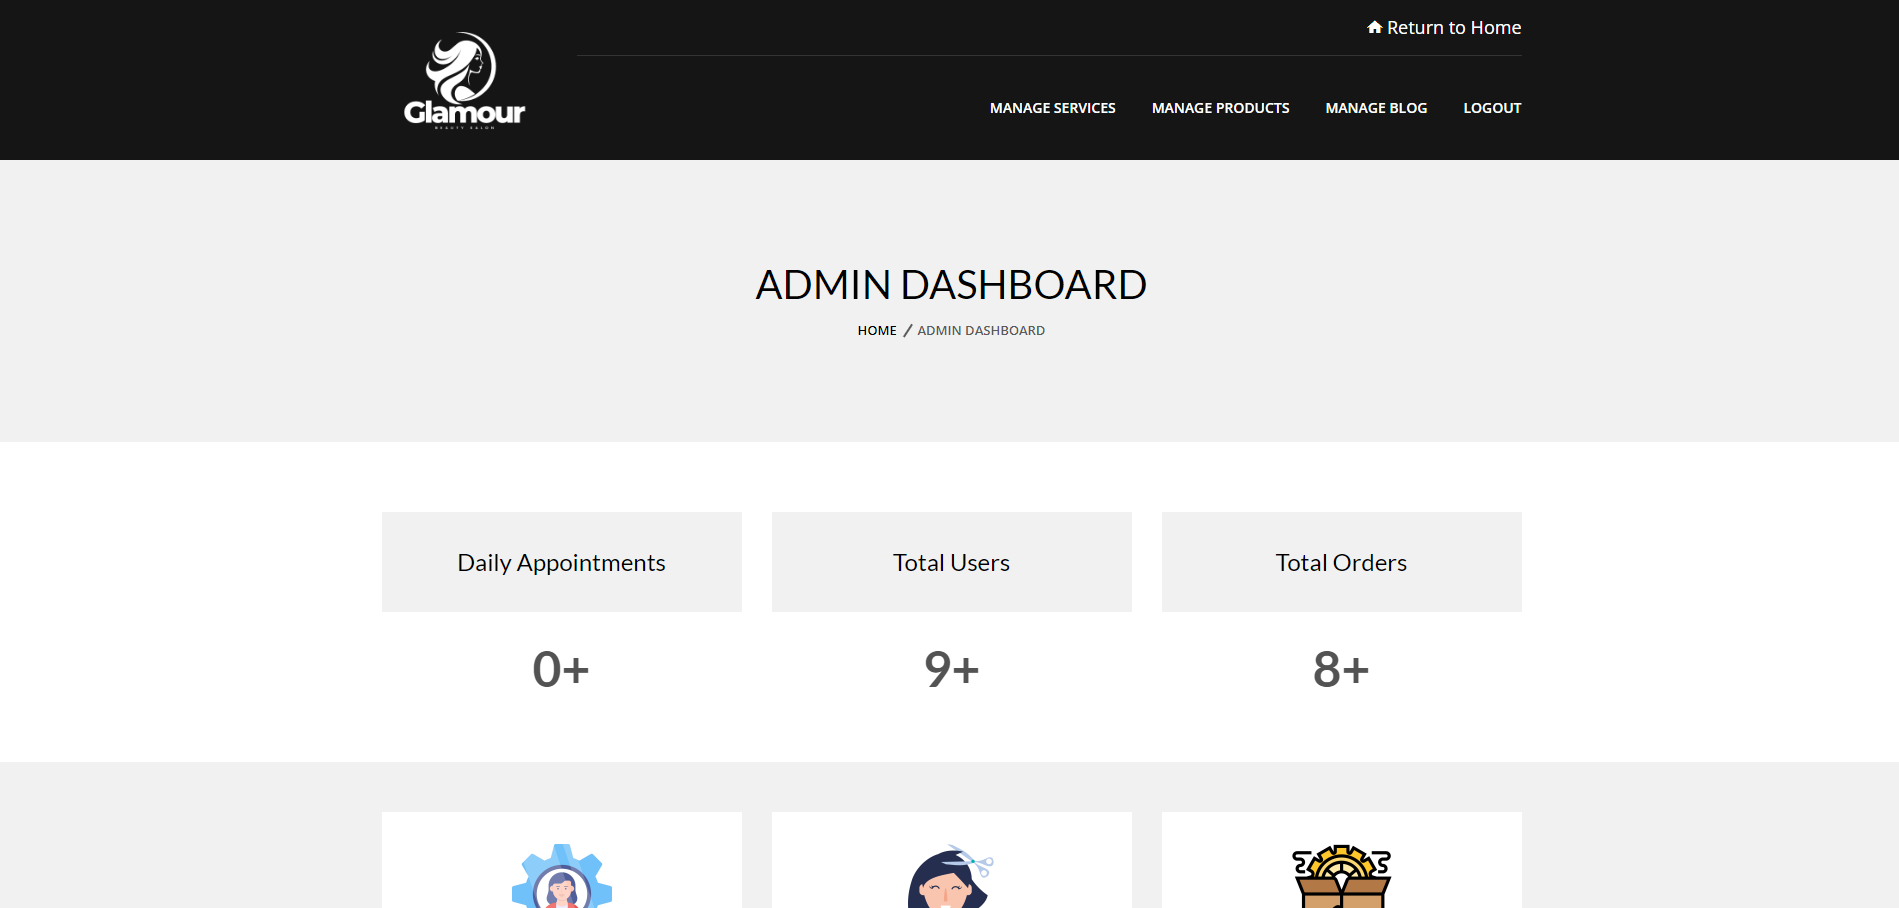 Return to Home
Glamour
BEAUTY SALON
MANAGE SERVICES MANAGE PRODUCTS MANAGE BLOG LOGOUT
ADMIN DASHBOARD
HOME / ADMIN DASHBOARD
Daily Appointments Total Users Total Orders
0+ 9+ 8+